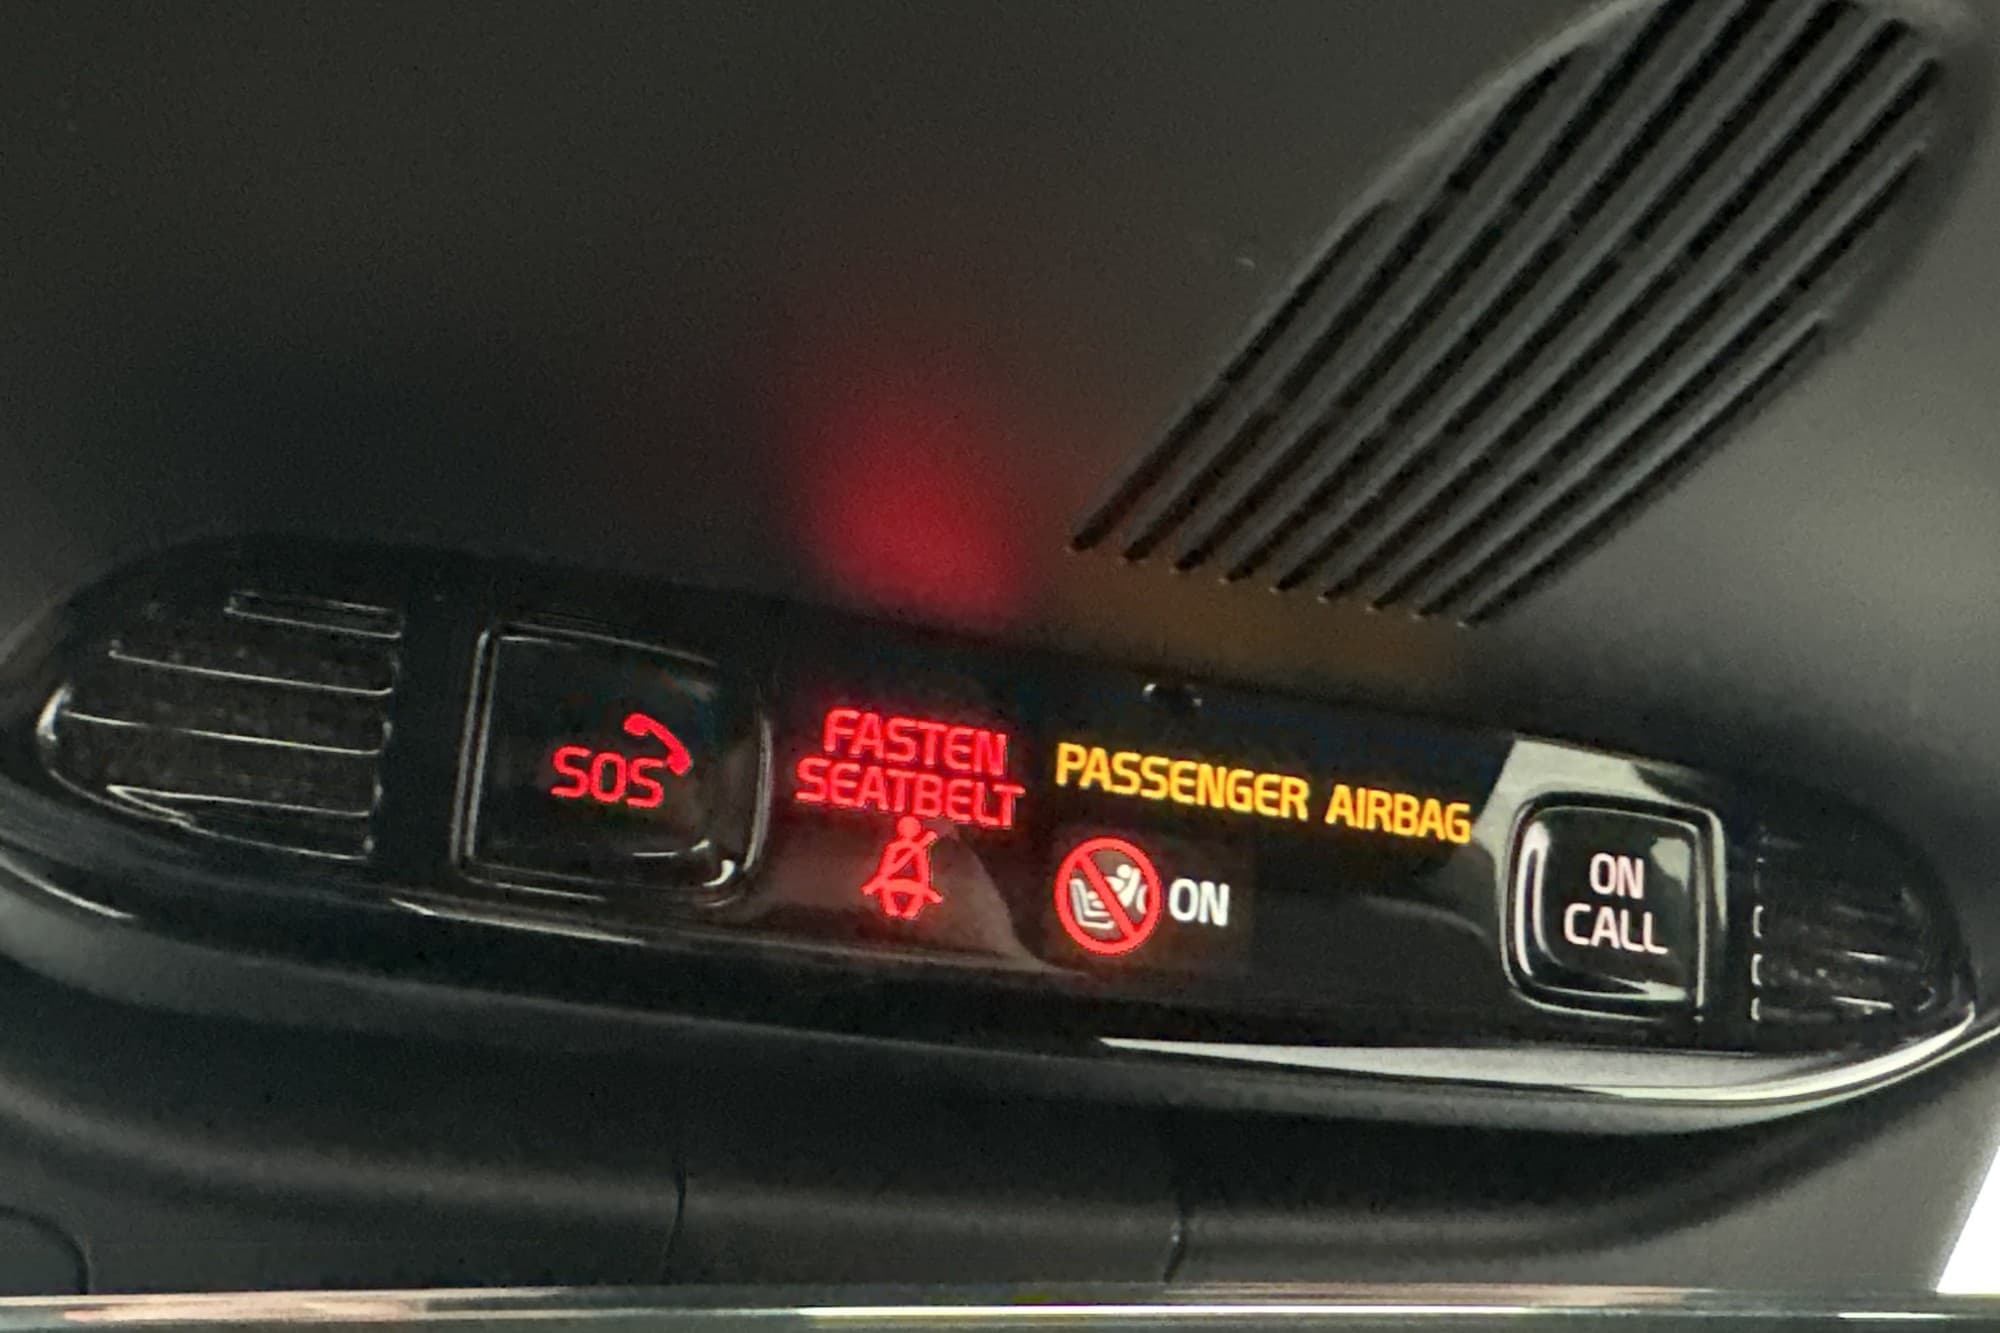 SOS
FASTEN
SEATBELT
PASSENGER AIRBAG
ON
ON
CALL